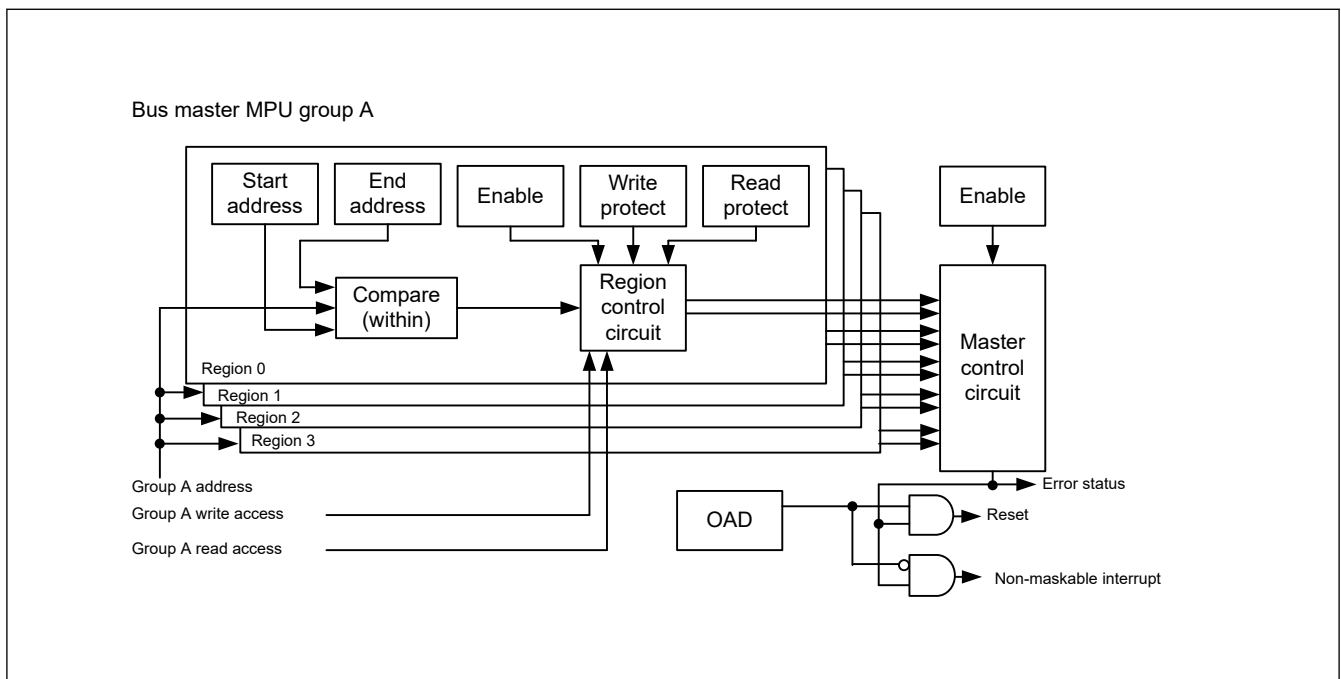 Bus master MPU group A
Start
address
End
address
Enable
Write
protect
Read
protect
Enable
Compare
(within)
Region
control
circuit
Master
control
circuit
Region 0
Region 1
Region 2
Region 3
Group A address
Group A write access
Group A read access
OAD
Error status
Reset
Non-maskable interrupt